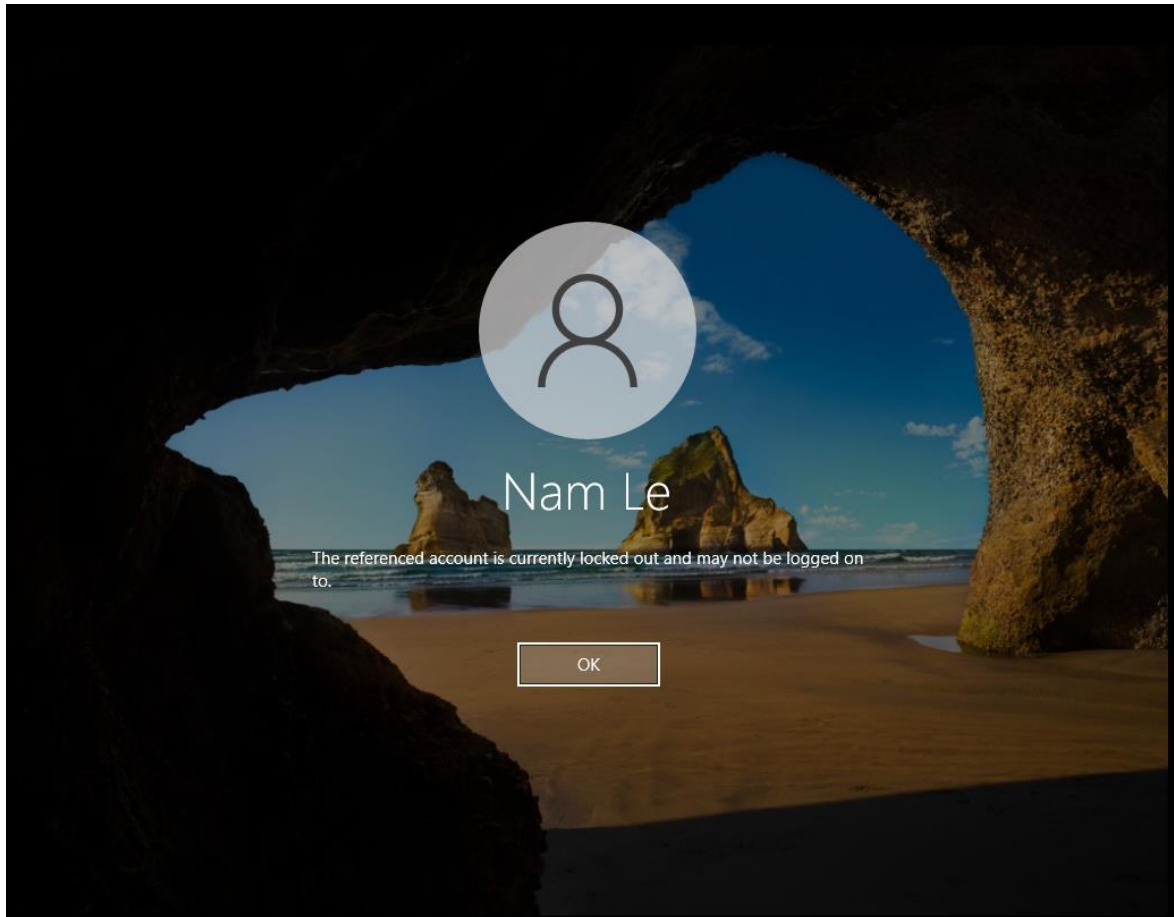 Nam Le
The referenced account is currently locked out and may not be logged on
to.
OK